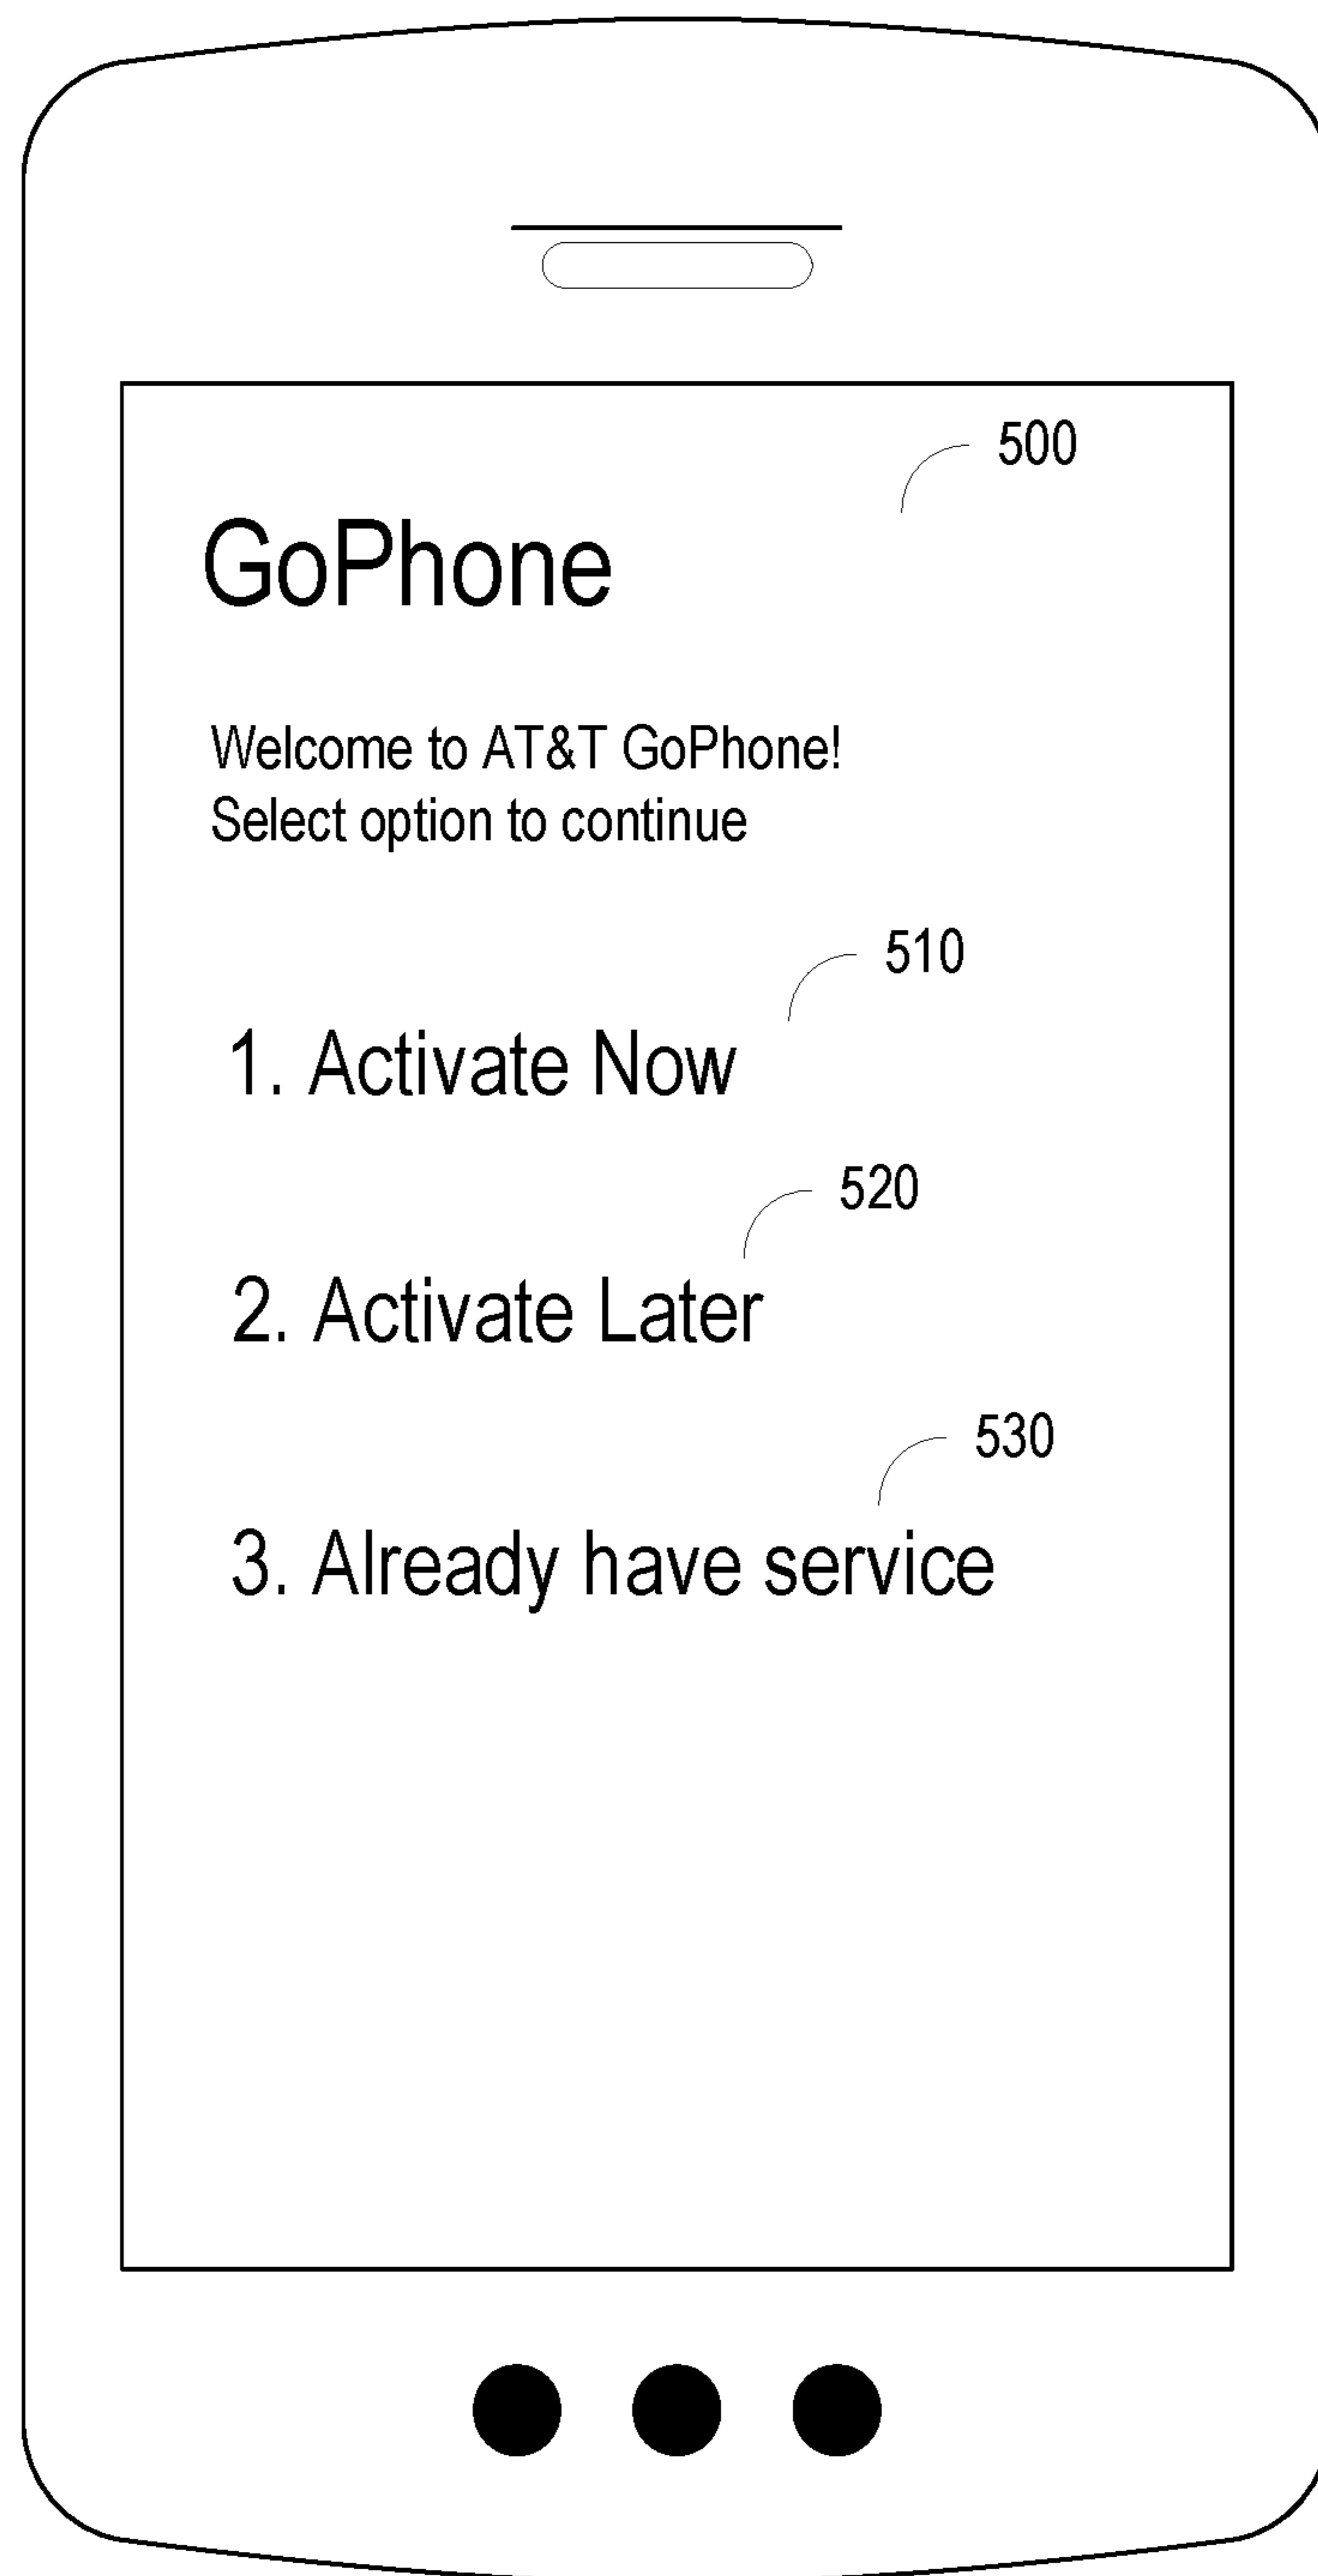 500
GoPhone
Welcome to AT&T GoPhone!
Select option to continue
510
1. Activate Now
520
2. Activate Later
530
3. Already have service